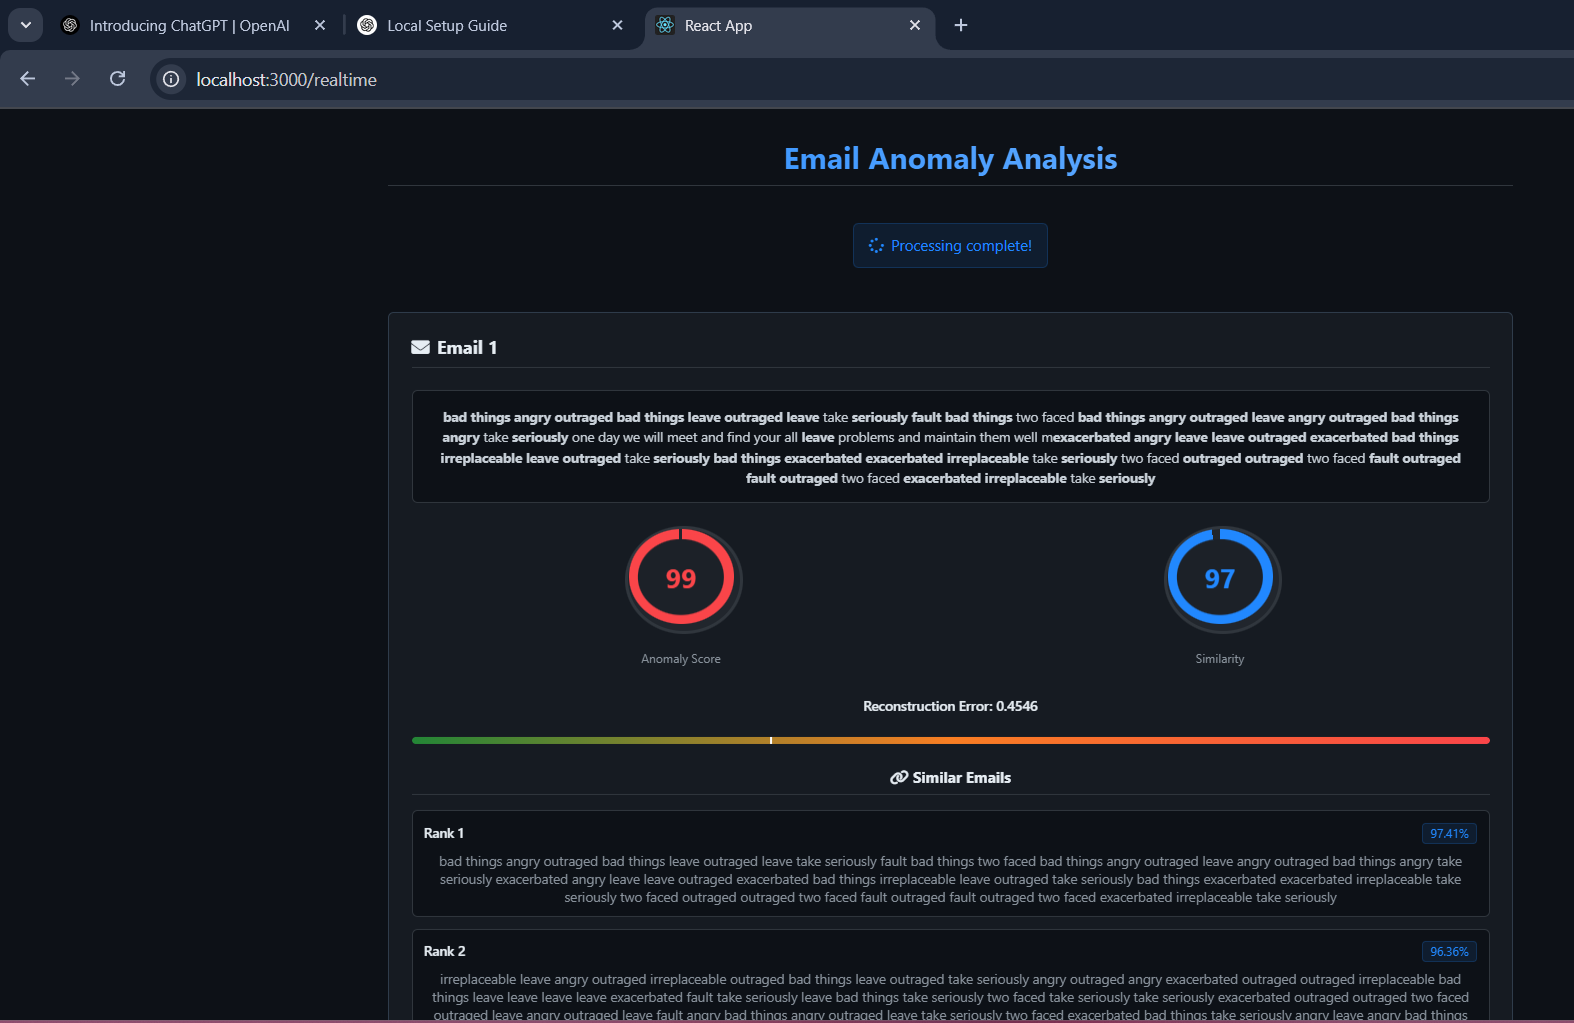 Introducing ChatGPT | OpenAI
Local Setup Guide
React App
localhost:3000/realtime
Email Anomaly Analysis
Processing complete!
Email 1
bad things angry outraged bad things leave outraged leave take seriously fault bad things two faced bad things angry outraged leave angry outraged bad things
angry take seriously one day we will meet and find your all leave problems and maintain them well mexacerbated angry leave leave outraged exacerbated bad things
irreplaceable leave outraged take seriously bad things exacerbated exacerbated irreplaceable take seriously two faced outraged outraged two faced fault outraged
fault outraged two faced exacerbated irreplaceable take seriously
99
97
Anomaly Score
Similarity
Reconstruction Error: 0.4546
Similar Emails
Rank 1
97.41%
bad things angry outraged bad things leave outraged leave take seriously fault bad things two faced bad things angry outraged leave angry outraged bad things angry take
seriously exacerbated angry leave leave outraged exacerbated bad things irreplaceable leave outraged take seriously bad things exacerbated exacerbated irreplaceable take
seriously two faced outraged outraged two faced fault outraged fault outraged two faced exacerbated irreplaceable take seriously
Rank 2
96.36%
irreplaceable leave angry outraged irreplaceable outraged bad things leave outraged take seriously angry outraged angry exacerbated outraged outraged irreplaceable bad
things leave leave leave leave exacerbated fault take seriously leave bad things take seriously two faced take seriously take seriously exacerbated outraged outraged two faced
outraged leave angry outraged leave fault angry bad things angry outraged leave take seriously two faced exacerbated bad things take seriously angry leave angry bad things